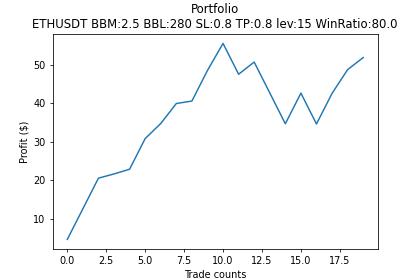 Portfolio
ETHUSDT BBM:2.5 BBL:280 SL:0.8 TP:0.8 lev:15 WinRatio:80.0
Profit ($)
50
40
30
20
10
0.0 2.5 5.0 7.5 10.0 12.5 15.0 17.5
Trade counts